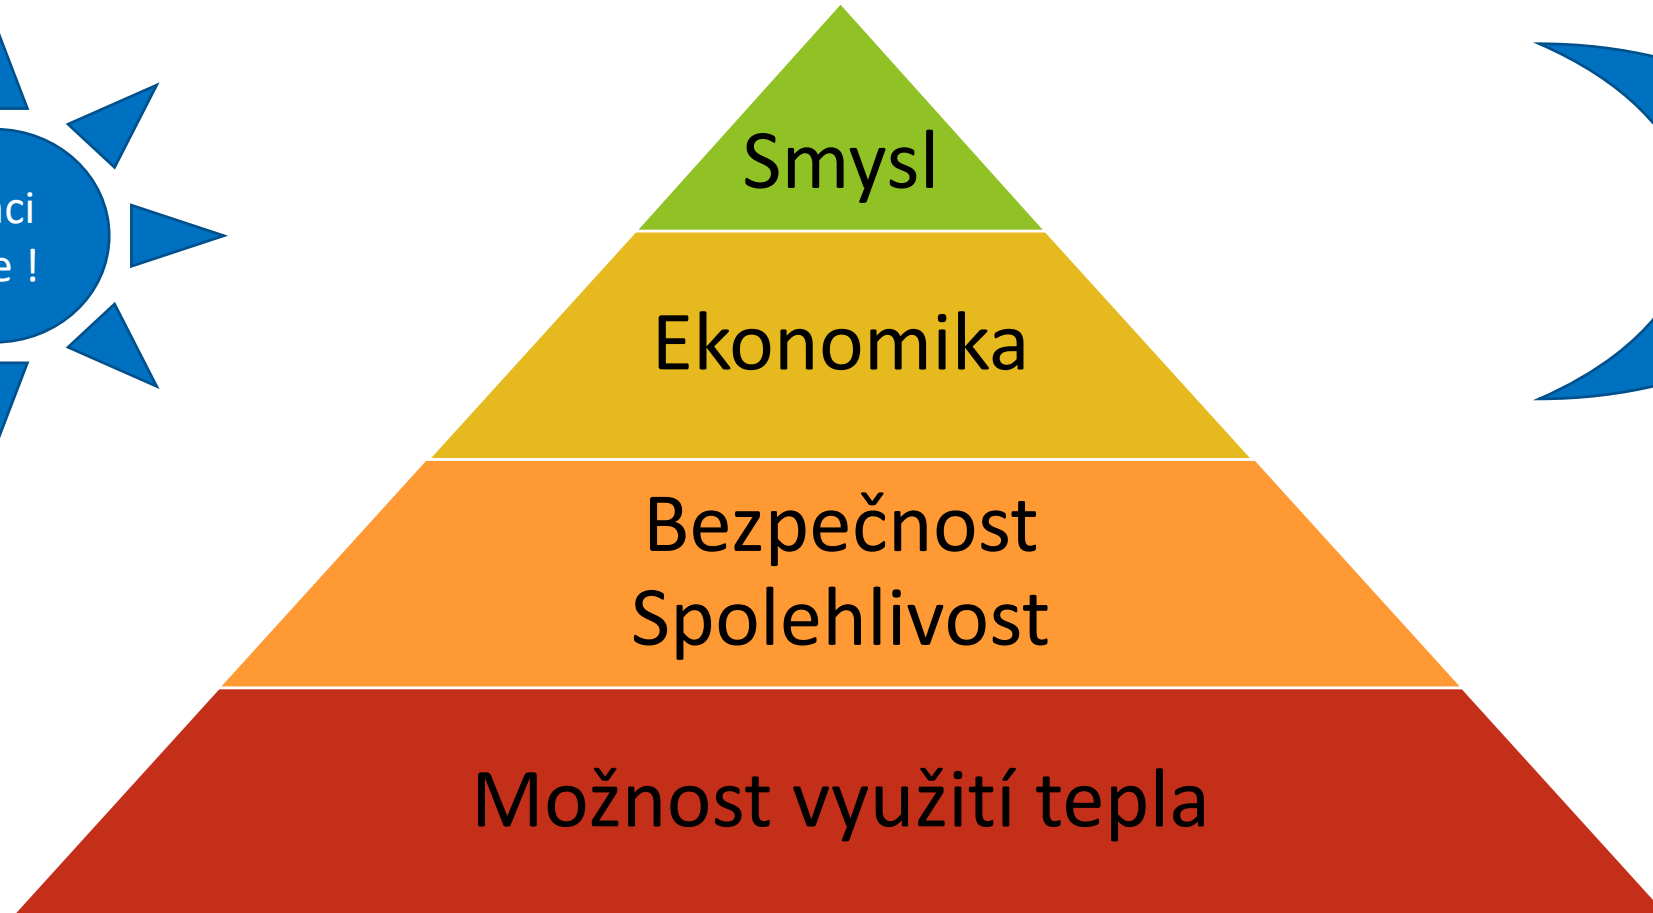 Smysl
Ekonomika
Bezpečnost
Spolehlivost
Možnost využití tepla